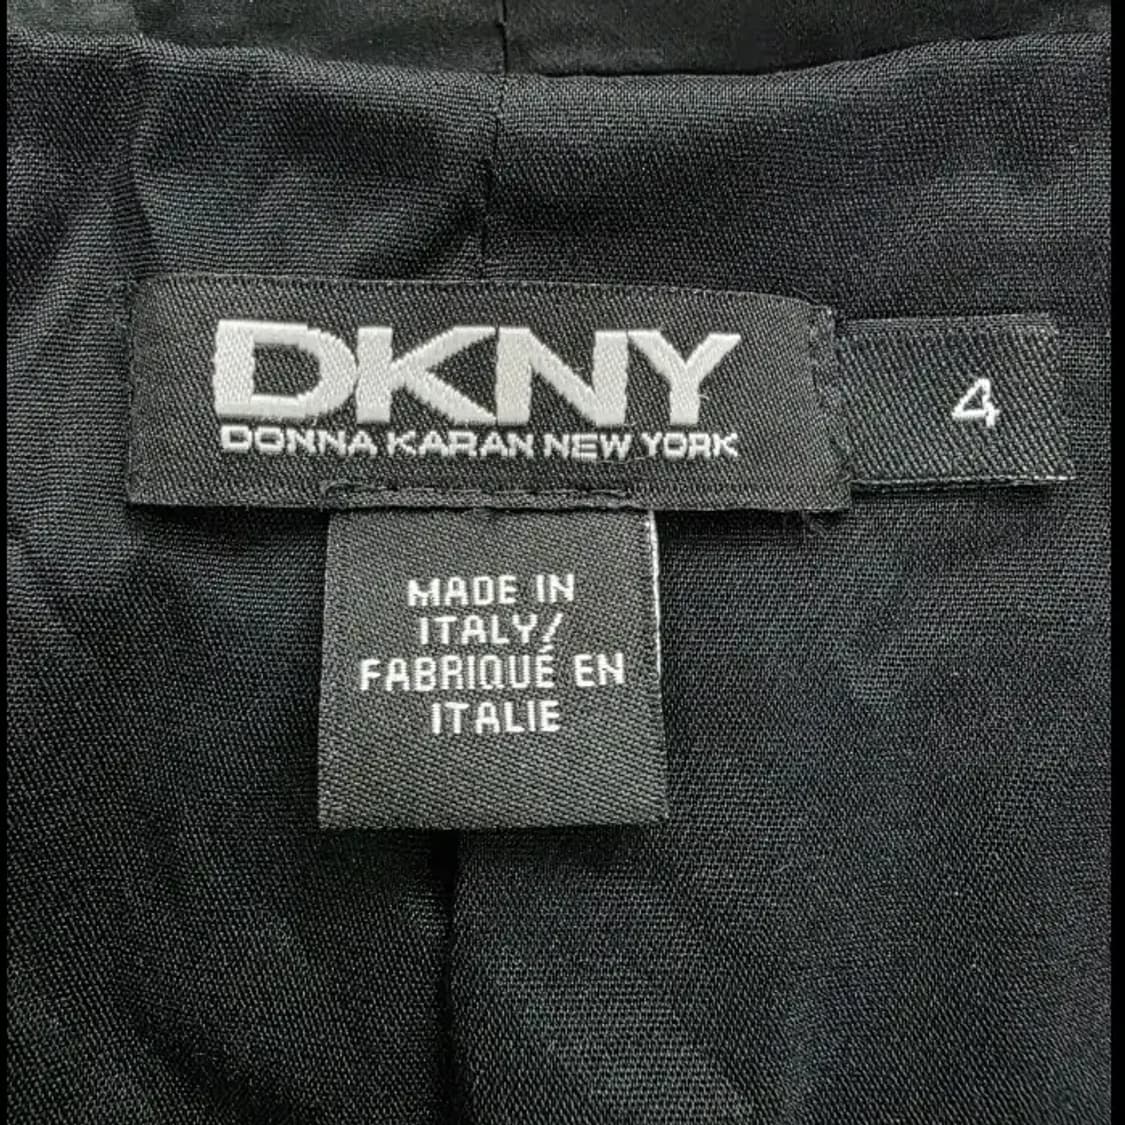 DKNY
DONNA KARAN NEW YORK
4
MADE IN
ITALY/
FABRIQUÉ EN
ITALIE